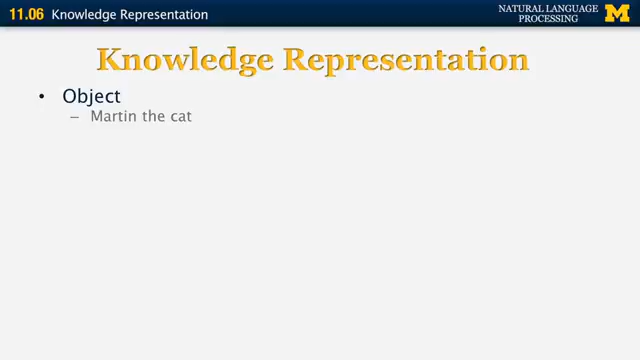 11.06 Knowledge Representation
NATURAL LANGUAGE
PROCESSING
M
Knowledge Representation
• Object
– Martin the cat